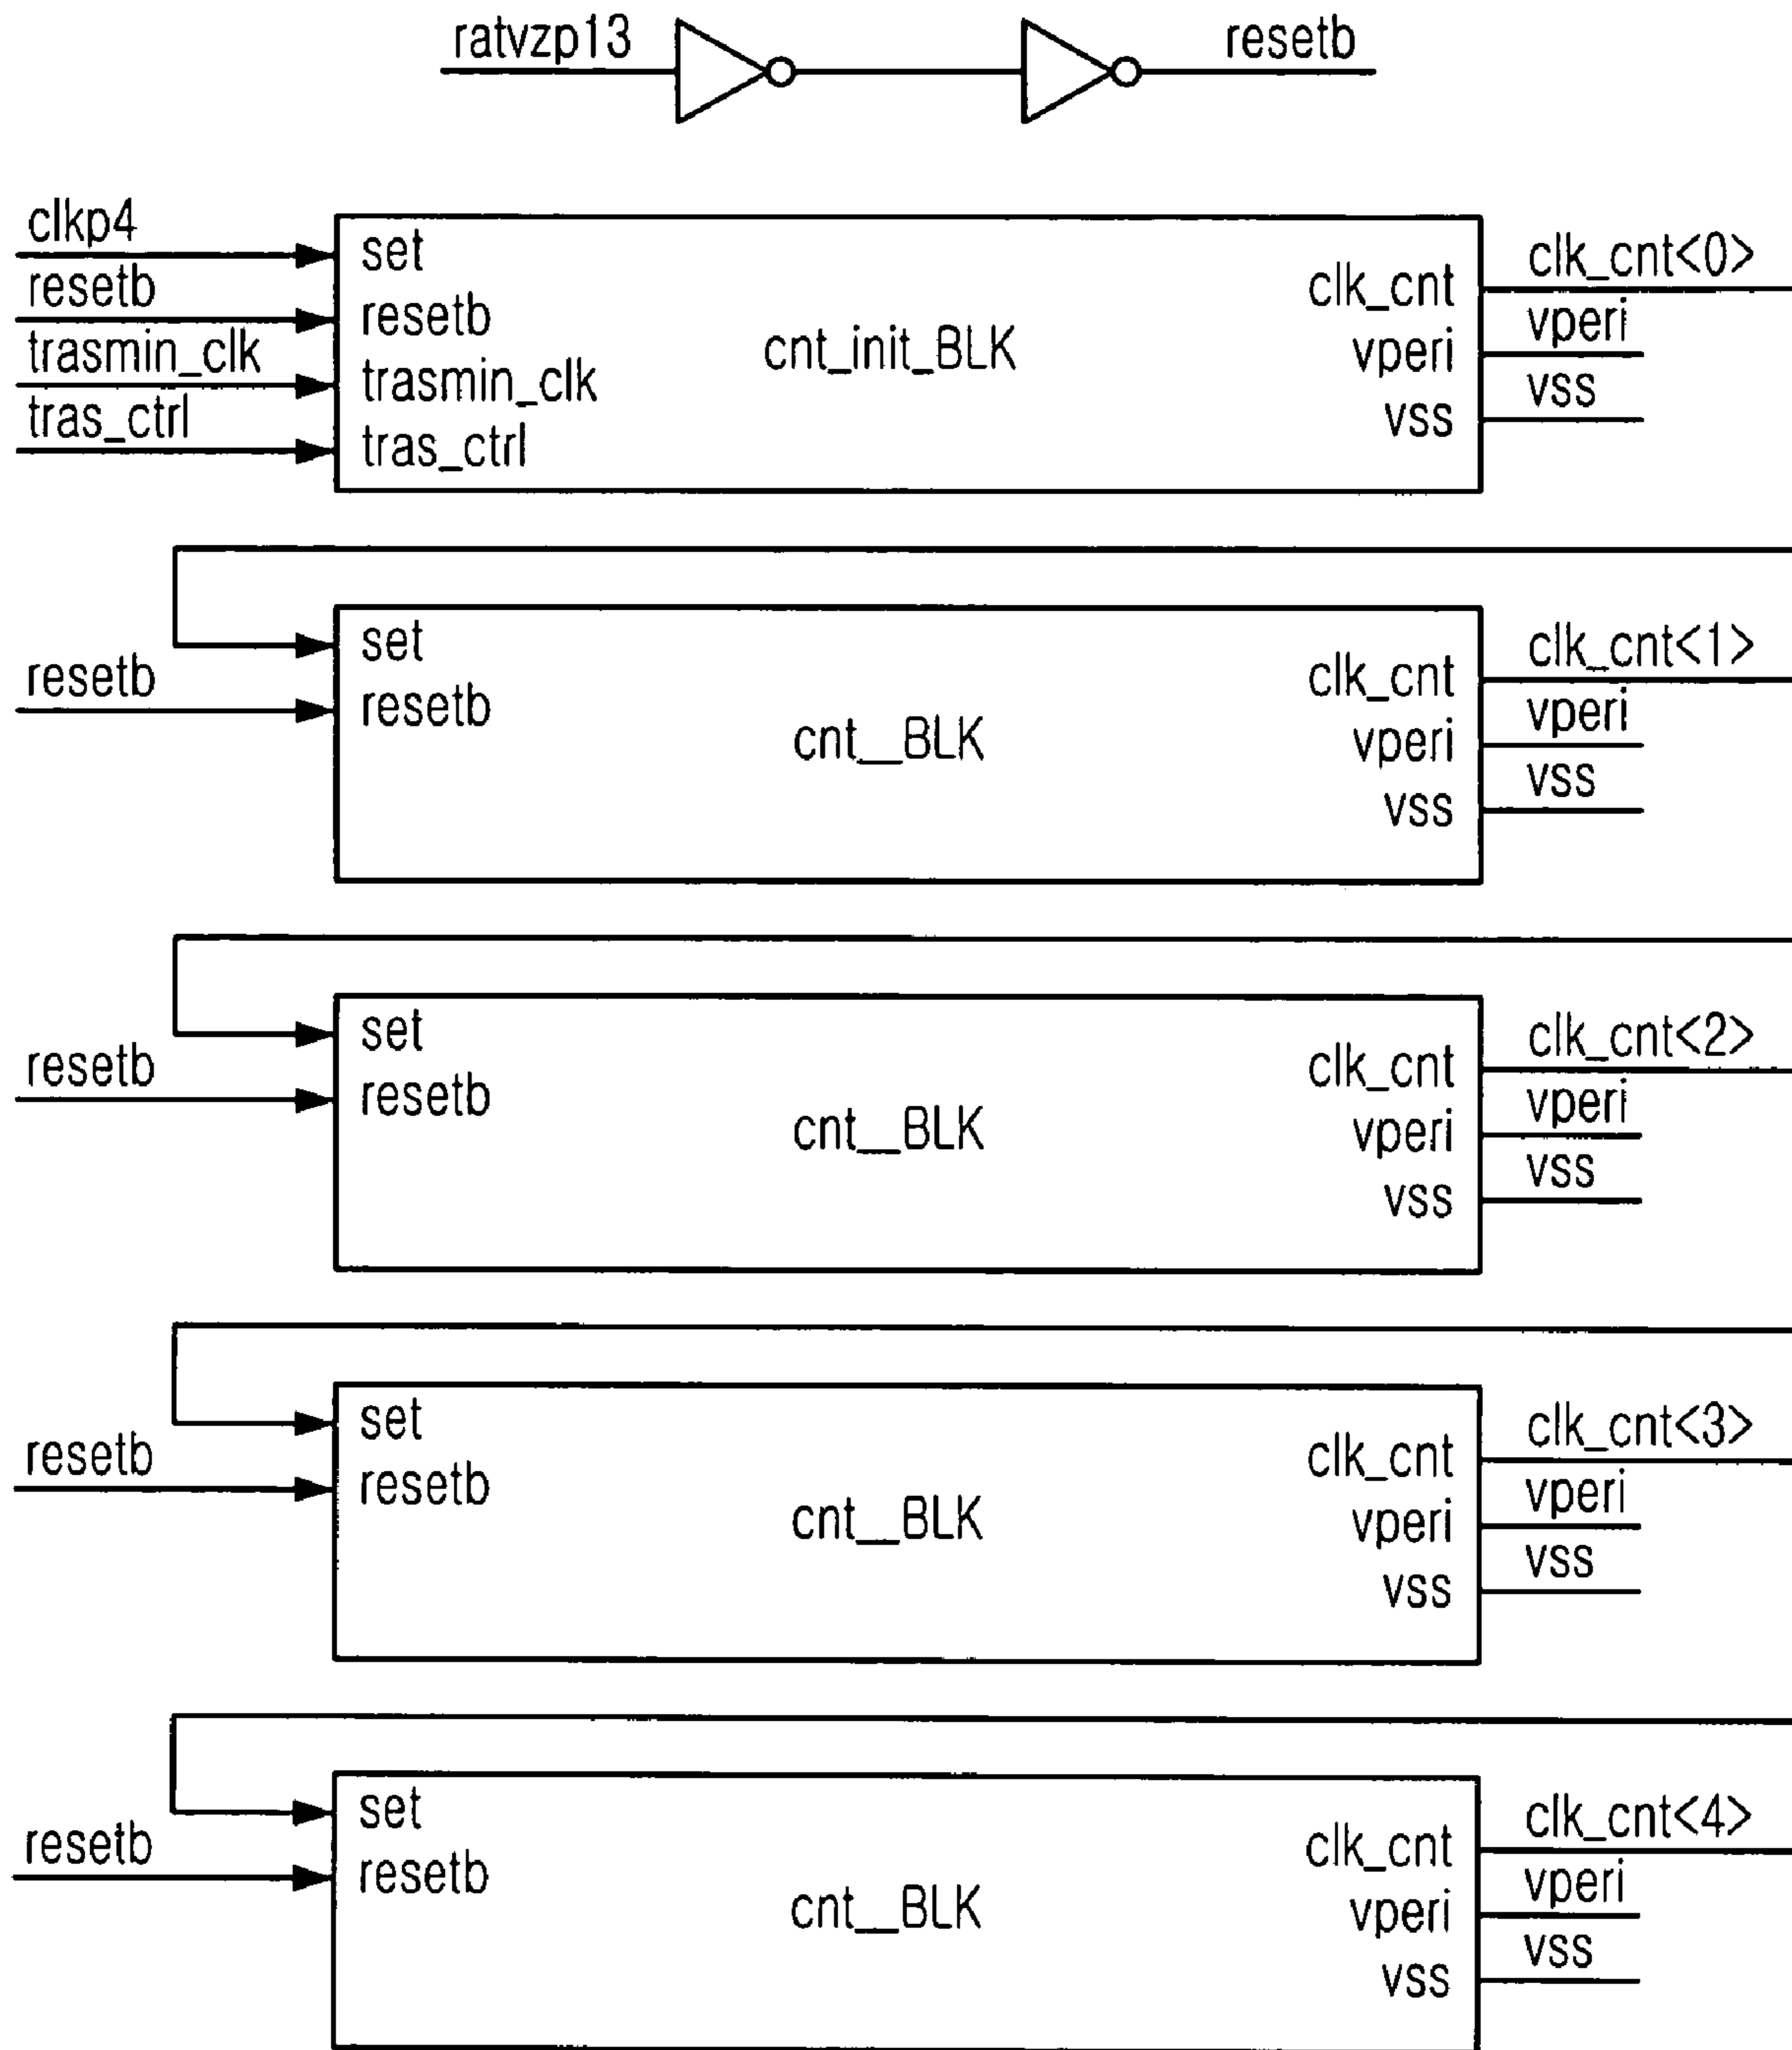 ratvzp13 resetb
clkp4
resetb
trasmin_clk
tras_ctrl
set
resetb
trasmin_clk
tras_ctrl
cnt_init_BLK
clk_cnt
vperi
vss
clk_cnt<0>
vperi
vss
resetb
set
resetb
cnt__BLK
clk_cnt
vperi
vss
clk_cnt<1>
vperi
vss
resetb
set
resetb
cnt__BLK
clk_cnt
vperi
vss
clk_cnt<2>
vperi
vss
resetb
set
resetb
cnt__BLK
clk_cnt
vperi
vss
clk_cnt<3>
vperi
vss
resetb
set
resetb
cnt__BLK
clk_cnt
vperi
vss
clk_cnt<4>
vperi
vss